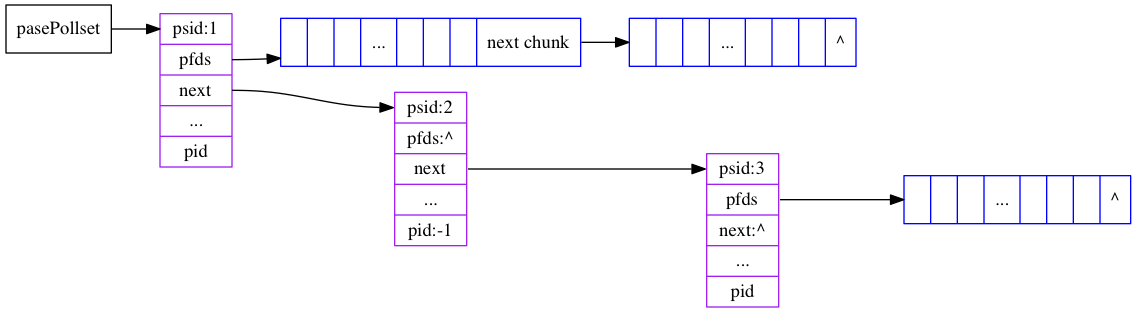 pasePollset
psid:1
pfds
next
...
pid
... next chunk
... ^
psid:2
pfds:^
next
...
pid:-1
psid:3
pfds
next:^
...
pid
... ^